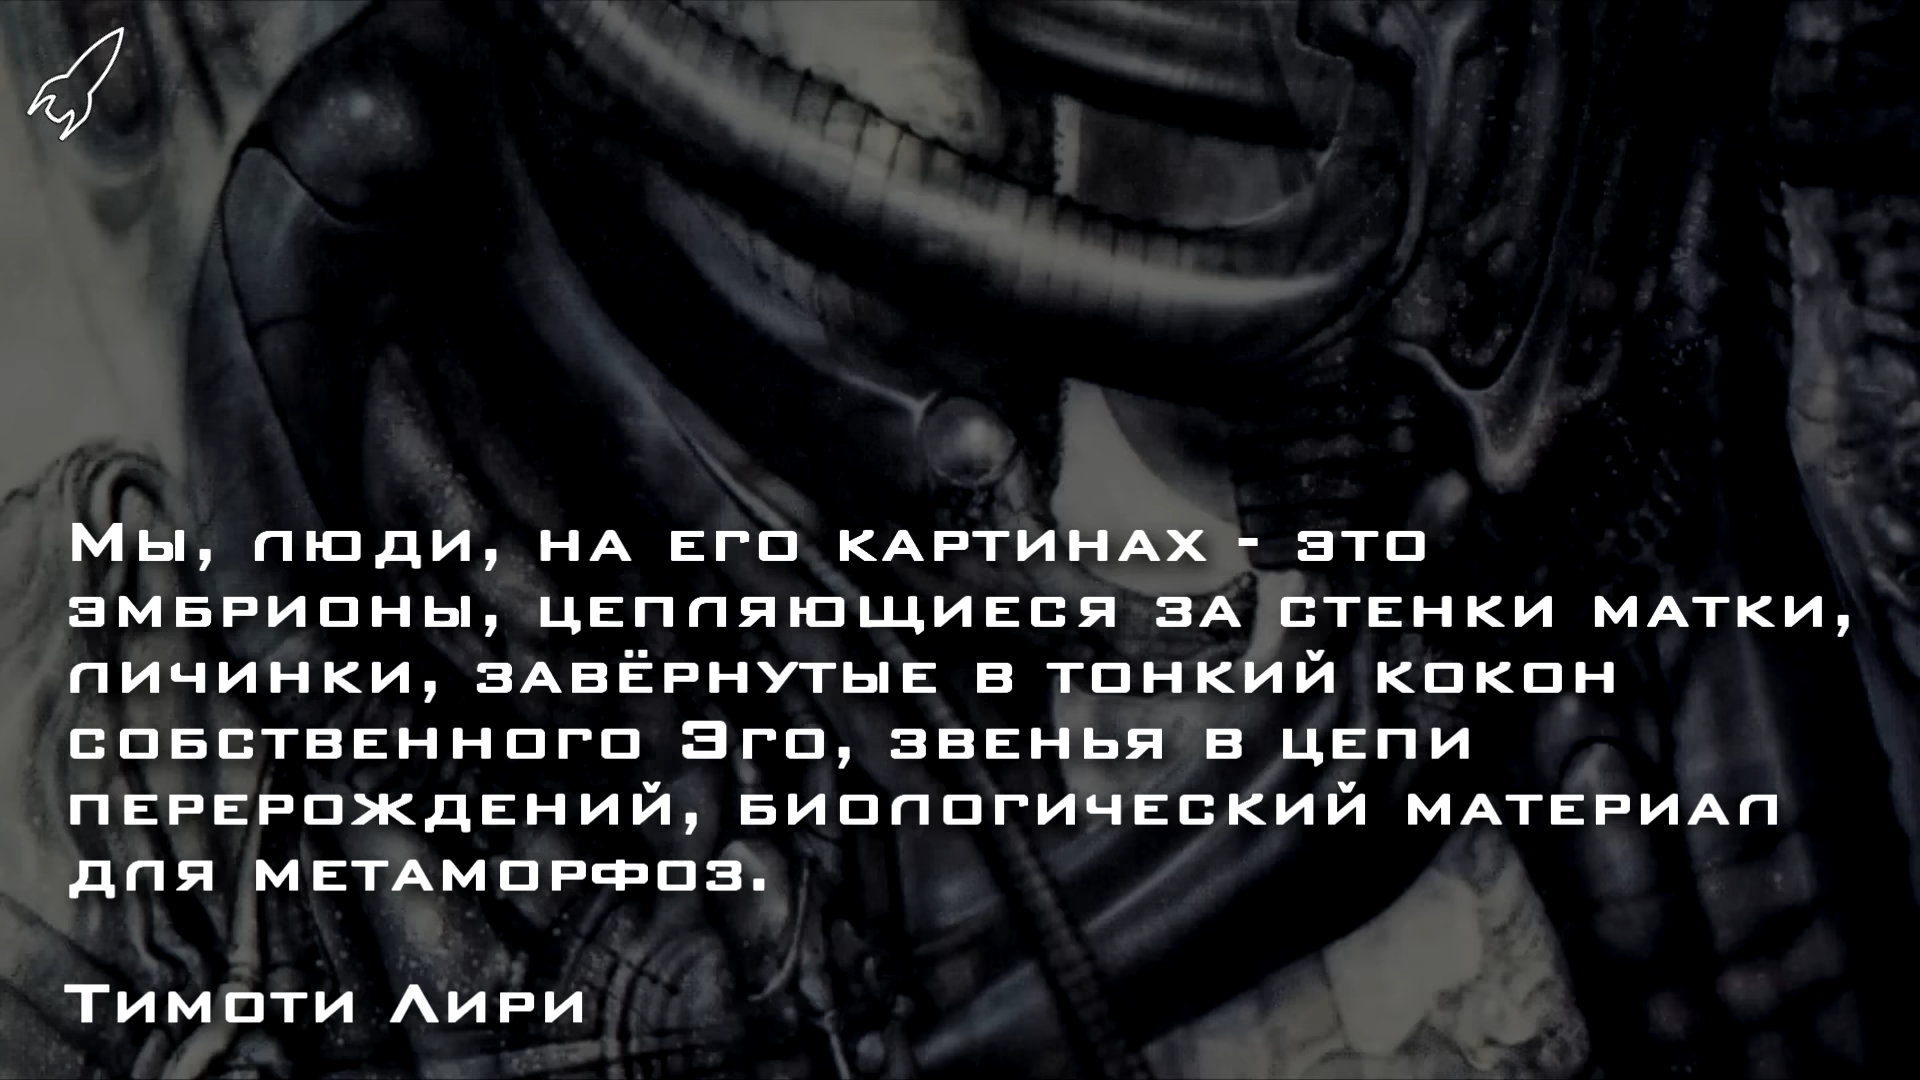 Мы, люди, на его картинах - это
эмбрионы, цепляющиеся за стенки матки,
личинки, завёрнутые в тонкий кокон
собственного Эго, звенья в цепи
перерождений, биологический материал
для метаморфоз.
Тимоти Лири